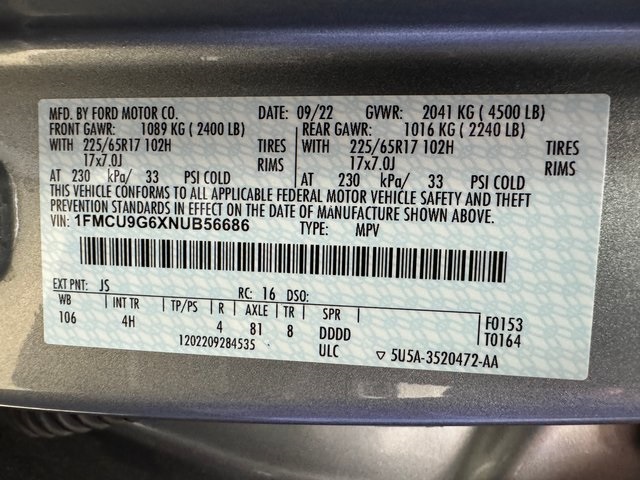 MFD. BY FORD MOTOR CO. DATE: 09/22 GVWR: 2041 KG ( 4500 LB)
FRONT GAWR: 1089 KG ( 2400 LB) REAR GAWR: 1016 KG ( 2240 LB)
WITH 225/65R17 102H TIRES WITH 225/65R17 102H TIRES
17x7.0J RIMS 17x7.0J RIMS
AT 230 kPa/ 33 PSI COLD AT 230 kPa/ 33 PSI COLD
THIS VEHICLE CONFORMS TO ALL APPLICABLE FEDERAL MOTOR VEHICLE SAFETY AND THEFT
PREVENTION STANDARDS IN EFFECT ON THE DATE OF MANUFACTURE SHOWN ABOVE.
VIN: 1FMCU9G6XNUB56686 TYPE: MPV
EXT PNT: JS RC: 16 DSO:
WB INT TR TP/PS R AXLE TR SPR
106 4H 4 81 8 DDDD
ULC
F0153
T0164
1202209284535
5U5A-3520472-AA